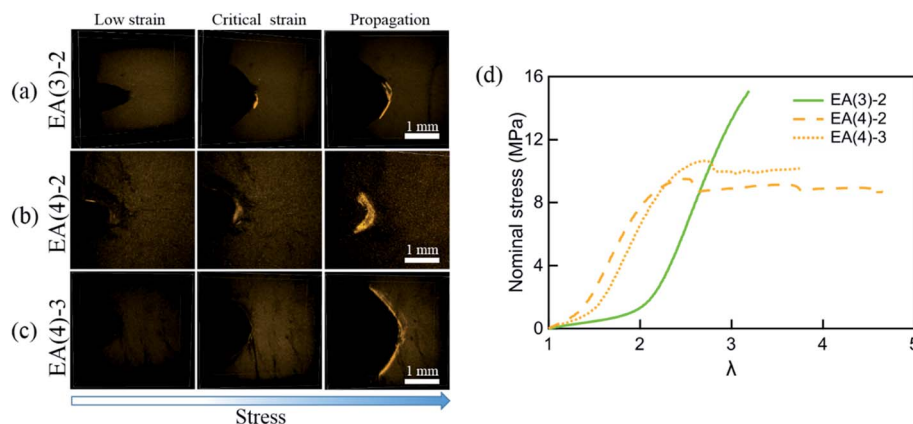 Low strain Critical strain Propagation
(a) EA(3)-2 1 mm
(b) EA(4)-2 1 mm
(c) EA(4)-3 1 mm
Stress
(d)
Nominal stress (MPa)
16
12
8
4
0
EA(3)-2
EA(4)-2
EA(4)-3
1 2 3 4 5
λ